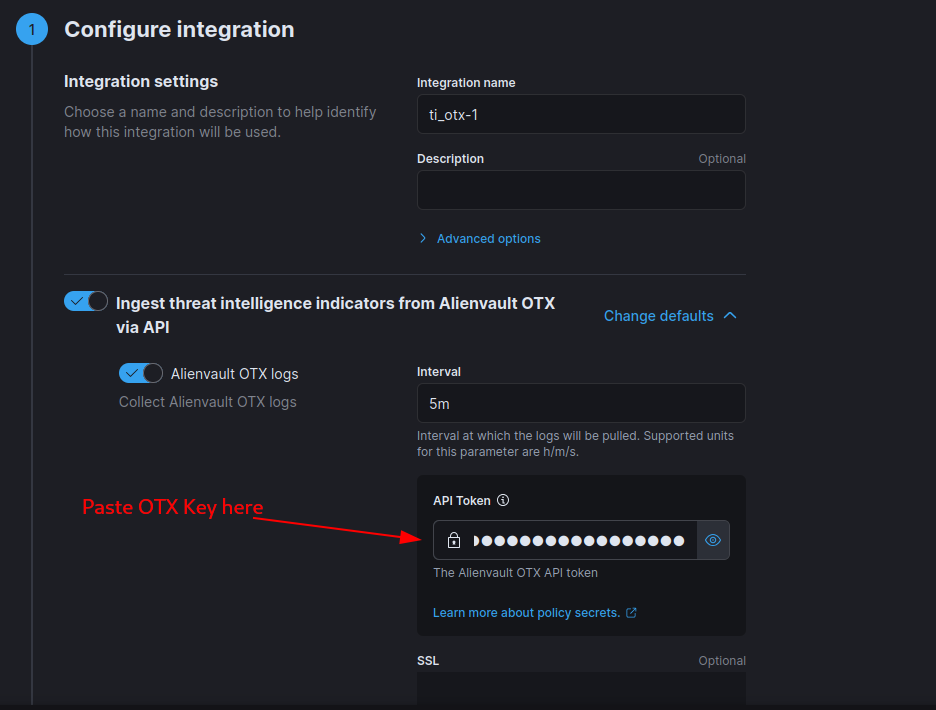 1 Configure integration
Integration settings
Choose a name and description to help identify
how this integration will be used.
Integration name
ti_otx-1
Description Optional
Advanced options
Ingest threat intelligence indicators from Alienvault OTX
via API
Change defaults
Alienvault OTX logs
Collect Alienvault OTX logs
Interval
5m
Interval at which the logs will be pulled. Supported units
for this parameter are h/m/s.
Paste OTX Key here
API Token
The Alienvault OTX API token
Learn more about policy secrets.
SSL Optional